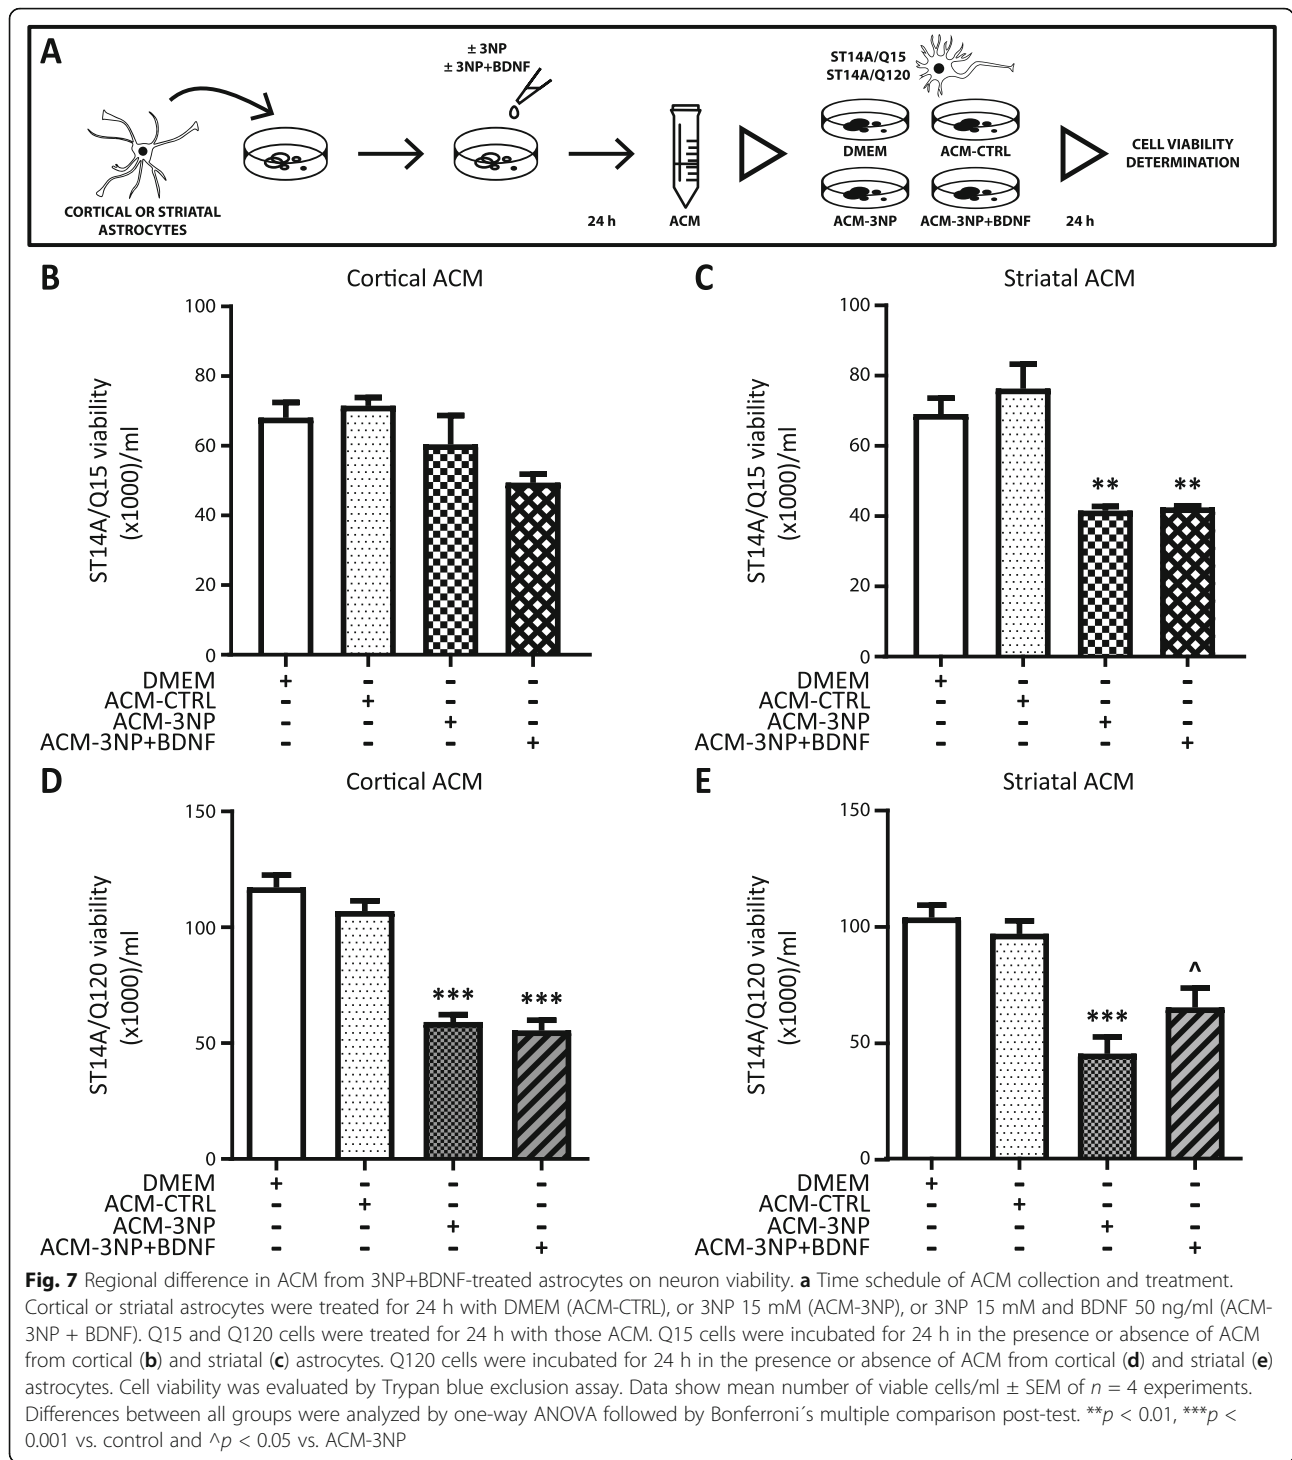 A
± 3NP
± 3NP+BDNF
ST14A/Q15
ST14A/Q120
CORTICAL OR STRIATAL
ASTROCYTES
24 h
ACM
DMEM
ACM-CTRL
ACM-3NP
ACM-3NP+BDNF
24 h
CELL VIABILITY
DETERMINATION
B
Cortical ACM
ST14A/Q15 viability
(x1000)/ml
100
80
60
40
20
0
DMEM + - - -
ACM-CTRL - + - -
ACM-3NP - - + -
ACM-3NP+BDNF - - - +
C
Striatal ACM
ST14A/Q15 viability
(x1000)/ml
100
80
60
40
20
0
** **
DMEM + - - -
ACM-CTRL - + - -
ACM-3NP - - + -
ACM-3NP+BDNF - - - +
D
Cortical ACM
ST14A/Q120 viability
(x1000)/ml
150
100
50
0
*** ***
DMEM + - - -
ACM-CTRL - + - -
ACM-3NP - - + -
ACM-3NP+BDNF - - - +
E
Striatal ACM
ST14A/Q120 viability
(x1000)/ml
150
100
50
0
*** ^
DMEM + - - -
ACM-CTRL - + - -
ACM-3NP - - + -
ACM-3NP+BDNF - - - +
Fig. 7 Regional difference in ACM from 3NP+BDNF-treated astrocytes on neuron viability. a Time schedule of ACM collection and treatment.
Cortical or striatal astrocytes were treated for 24 h with DMEM (ACM-CTRL), or 3NP 15 mM (ACM-3NP), or 3NP 15 mM and BDNF 50 ng/ml (ACM-
3NP + BDNF). Q15 and Q120 cells were treated for 24 h with those ACM. Q15 cells were incubated for 24 h in the presence or absence of ACM
from cortical (b) and striatal (c) astrocytes. Q120 cells were incubated for 24 h in the presence or absence of ACM from cortical (d) and striatal (e)
astrocytes. Cell viability was evaluated by Trypan blue exclusion assay. Data show mean number of viable cells/ml ± SEM of n = 4 experiments.
Differences between all groups were analyzed by one-way ANOVA followed by Bonferroni´s multiple comparison post-test. **p < 0.01, ***p <
0.001 vs. control and ^p < 0.05 vs. ACM-3NP